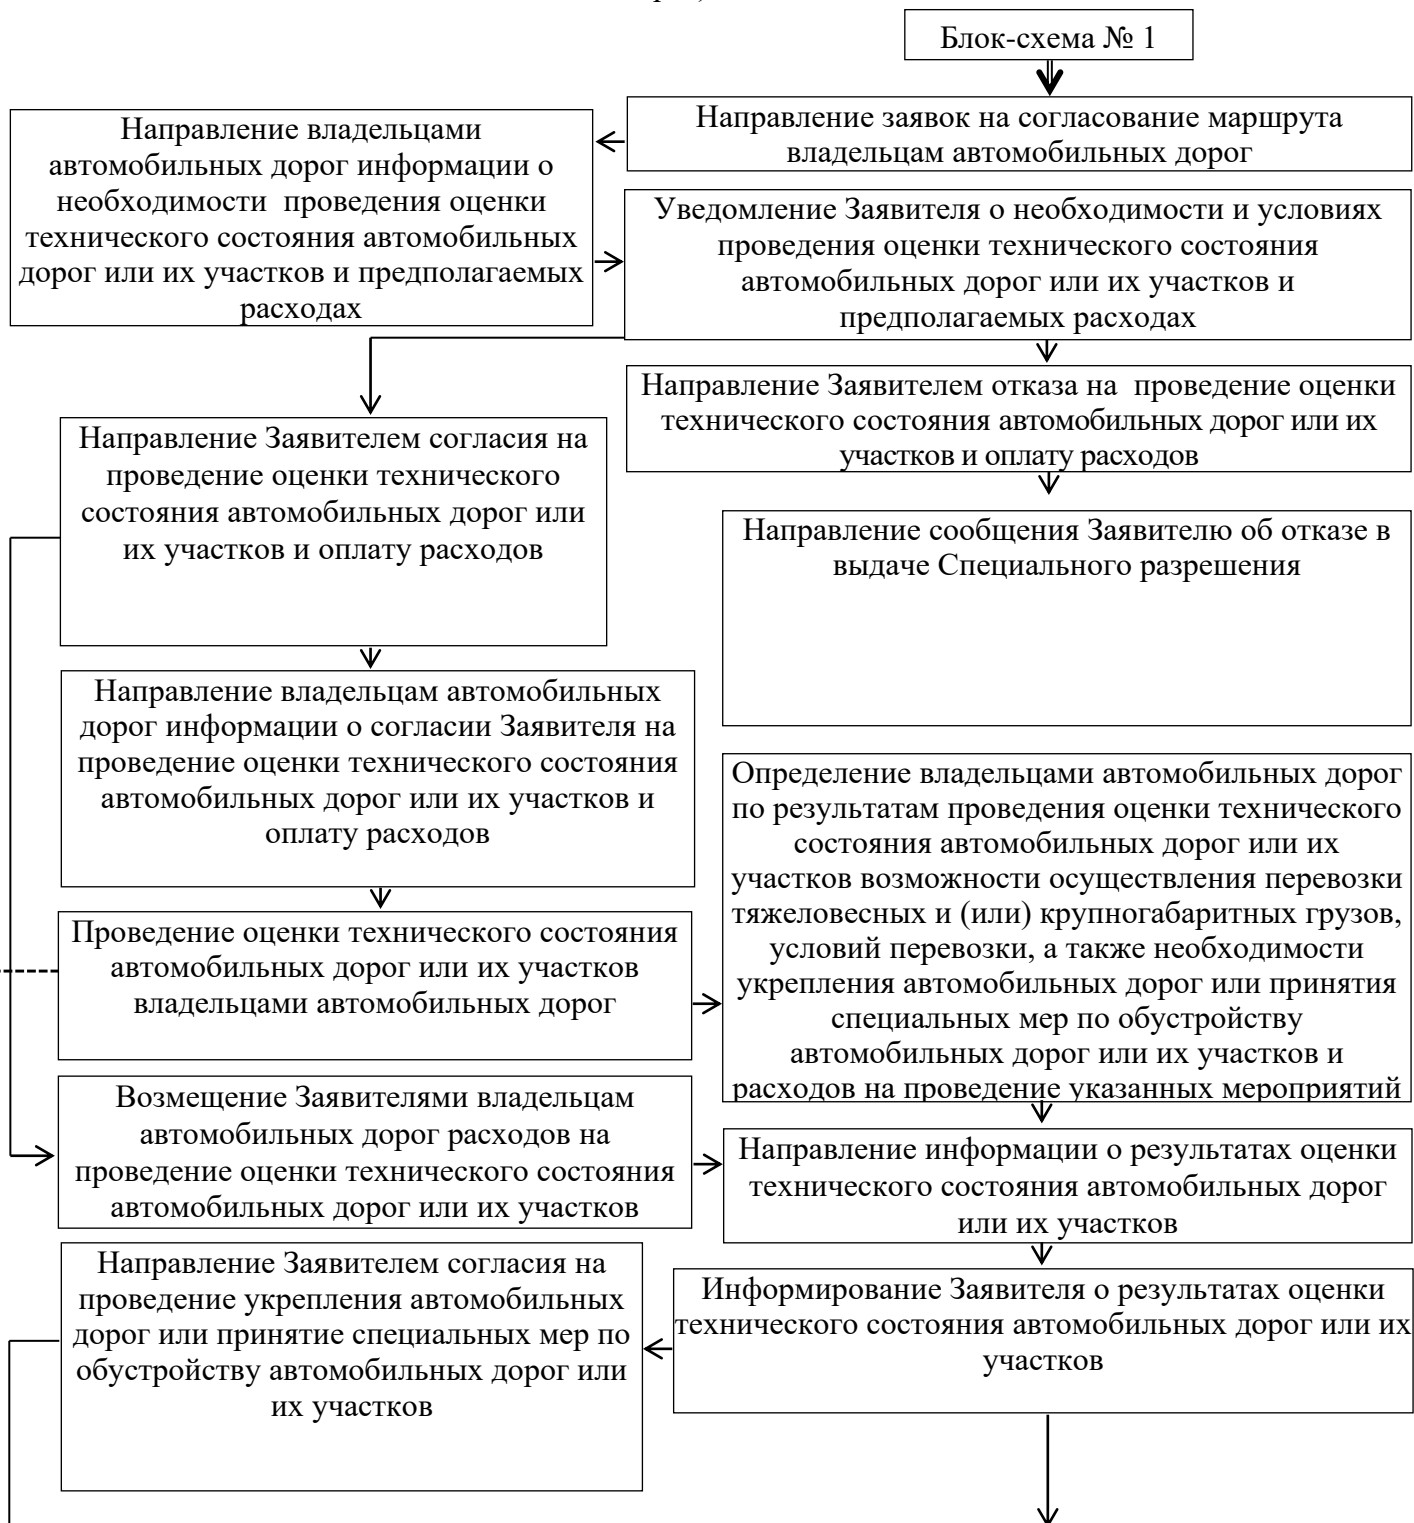 Блок-схема № 1
Направление заявок на согласование маршрута
владельцам автомобильных дорог
Направление владельцами
автомобильных дорог информации о
необходимости проведения оценки
технического состояния автомобильных
дорог или их участков и предполагаемых
расходах
Уведомление Заявителя о необходимости и условиях
проведения оценки технического состояния
автомобильных дорог или их участков и
предполагаемых расходах
Направление Заявителем отказа на проведение оценки
технического состояния автомобильных дорог или их
участков и оплату расходов
Направление Заявителем согласия на
проведение оценки технического
состояния автомобильных дорог или
их участков и оплату расходов
Направление сообщения Заявителю об отказе в
выдаче Специального разрешения
Направление владельцам автомобильных
дорог информации о согласии Заявителя на
проведение оценки технического состояния
автомобильных дорог или их участков и
оплату расходов
Определение владельцами автомобильных дорог
по результатам проведения оценки технического
состояния автомобильных дорог или их
участков возможности осуществления перевозки
тяжеловесных и (или) крупногабаритных грузов,
условий перевозки, а также необходимости
укрепления автомобильных дорог или принятия
специальных мер по обустройству
автомобильных дорог или их участков и
расходов на проведение указанных мероприятий
Проведение оценки технического состояния
автомобильных дорог или их участков
владельцами автомобильных дорог
Возмещение Заявителями владельцам
автомобильных дорог расходов на
проведение оценки технического состояния
автомобильных дорог или их участков
Направление информации о результатах оценки
технического состояния автомобильных дорог
или их участков
Направление Заявителем согласия на
проведение укрепления автомобильных
дорог или принятие специальных мер по
обустройству автомобильных дорог или
их участков
Информирование Заявителя о результатах оценки
технического состояния автомобильных дорог или их
участков